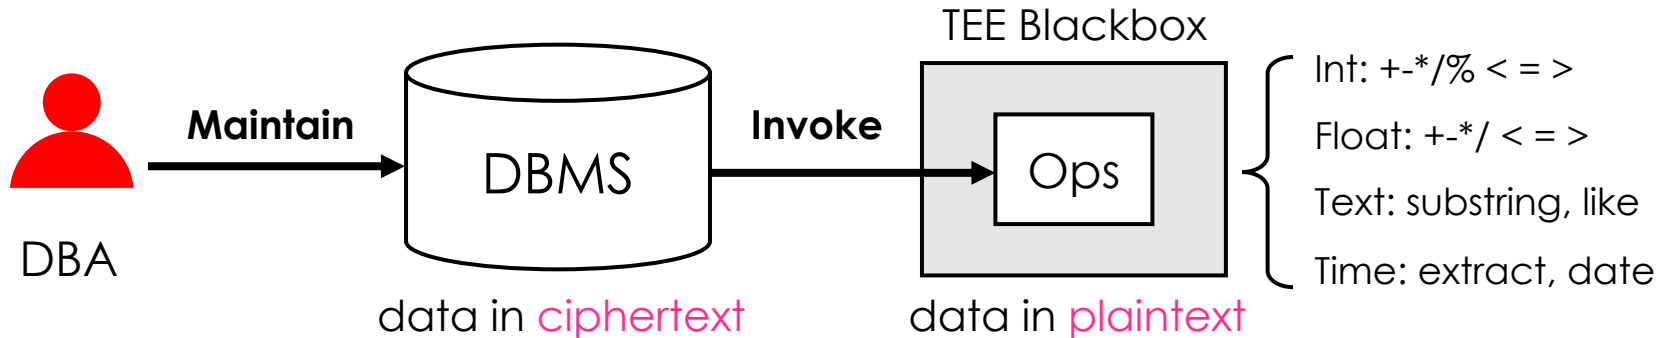 TEE Blackbox
Maintain
Invoke
DBMS
Ops
DBA
data in ciphertext
data in plaintext
Int: +-*/% < = >
Float: +-*/ < = >
Text: substring, like
Time: extract, date